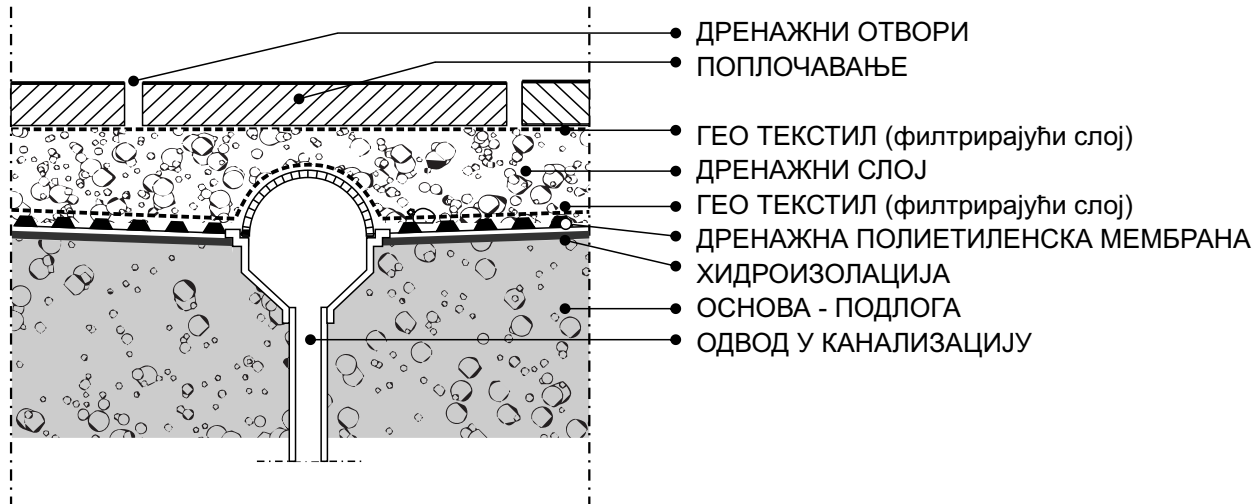 ДРЕНАЖНИ ОТВОРИ
ПОПЛОЧАВАЊЕ
ГЕО ТЕКСТИЛ (филтрирајући слој)
ДРЕНАЖНИ СЛОЈ
ГЕО ТЕКСТИЛ (филтрирајући слој)
ДРЕНАЖНА ПОЛИЕТИЛЕНСКА МЕМБРАНА
ХИДРОИЗОЛАЦИЈА
ОСНОВА - ПОДЛОГА
ОДВОД У КАНАЛИЗАЦИЈУ